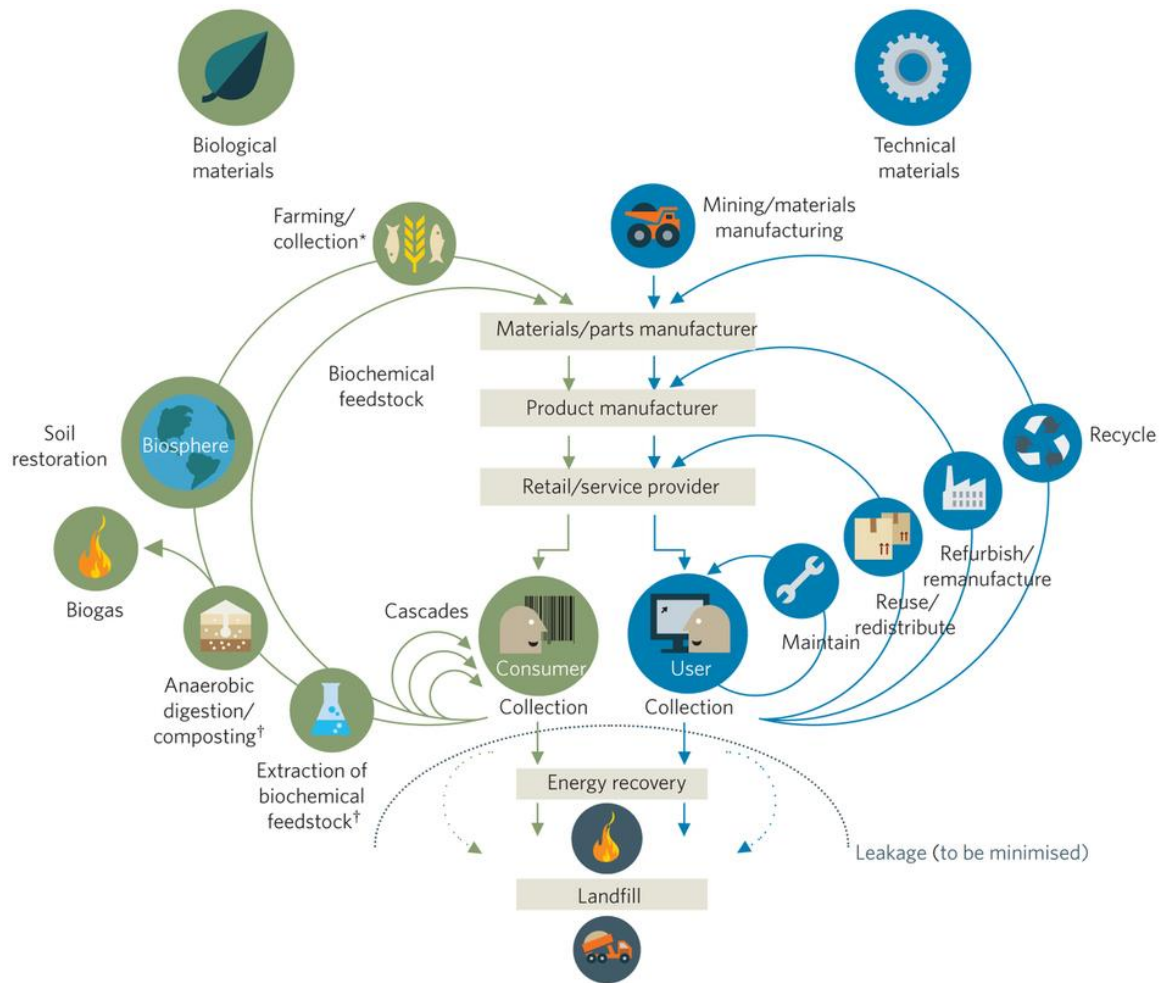 Biological
materials
Technical
materials
Farming/
collection*
Mining/materials
manufacturing
Materials/parts manufacturer
Biochemical
feedstock
Product manufacturer
Recycle
Soil
restoration
Biosphere
Retail/service provider
Refurbish/
remanufacture
Biogas
Reuse/
redistribute
Cascades
Maintain
Consumer
User
Anaerobic
digestion/
composting†
Collection
Collection
Extraction of
biochemical
feedstock†
Energy recovery
Leakage (to be minimised)
Landfill